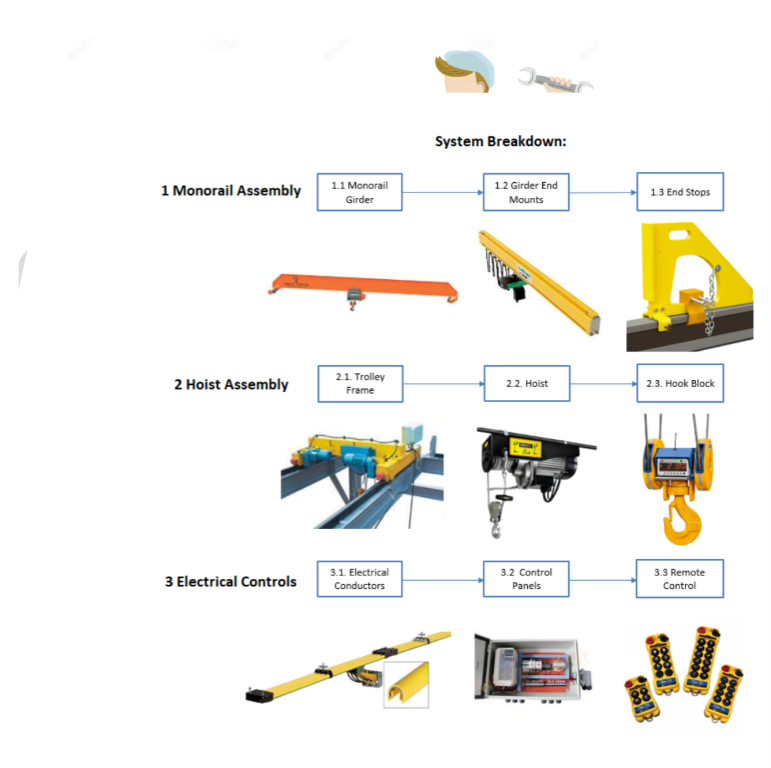 System Breakdown:
1 Monorail Assembly
1.1 Monorail
Girder
1.2 Girder End
Mounts
1.3 End Stops
2 Hoist Assembly
2.1. Trolley
Frame
2.2. Hoist
2.3. Hook Block
3 Electrical Controls
3.1. Electrical
Conductors
3.2 Control
Panels
3.3 Remote
Control